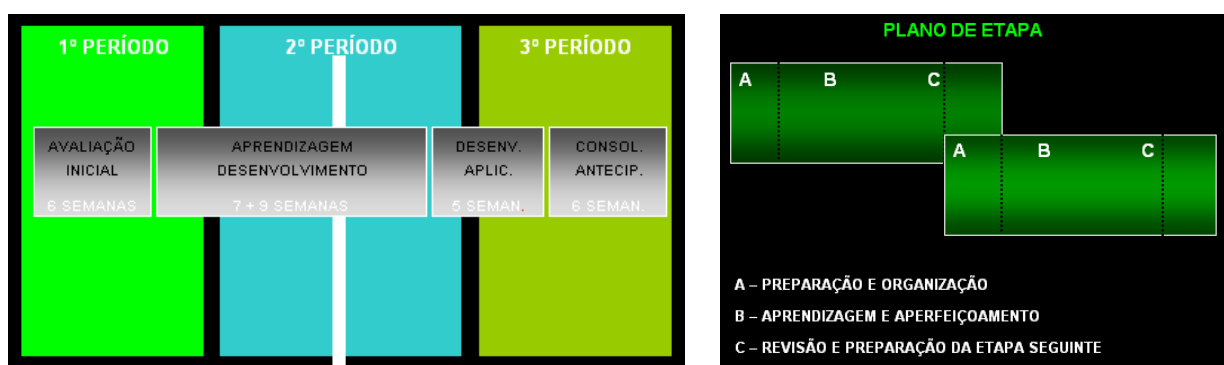 1º PERÍODO
2º PERÍODO
3º PERÍODO
AVALIAÇÃO
INICIAL
6 SEMANAS
APRENDIZAGEM
DESENVOLVIMENTO
7 + 9 SEMANAS
DESENV.
APLIC.
5 SEMAN.
CONSOL.
ANTECIP.
6 SEMAN.
PLANO DE ETAPA
A B C
A B C
A – PREPARAÇÃO E ORGANIZAÇÃO
B – APRENDIZAGEM E APERFEIÇOAMENTO
C – REVISÃO E PREPARAÇÃO DA ETAPA SEGUINTE